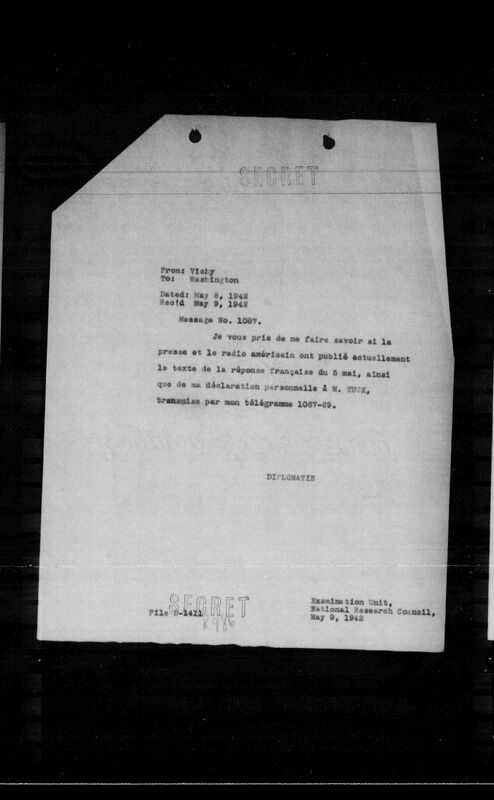 SECRET
From: Vichy
To: Washington
Dated: May 8, 1942
Rec'd May 9, 1942
Message No. 1087.
Je vous prie de me faire savoir si la
presse et le radio américain ont publié actuellement
le texte de la réponse française du 5 mai, ainsi
que de ma déclaration personnelle à M. TUCK,
transmise par mon télégramme 1067-69.
DIPLOMATIE
SECRET
File D-1411
Examination Unit,
National Research Council,
May 9, 1942